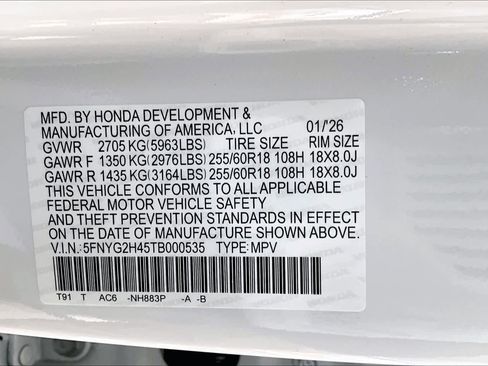 MFD. BY HONDA DEVELOPMENT &
MANUFACTURING OF AMERICA, LLC 01/'26
GVWR 2705 KG(5963LBS) TIRE SIZE RIM SIZE
GAWR F 1350 KG(2976LBS) 255/60R18 108H 18X8.0J
GAWR R 1435 KG(3164LBS) 255/60R18 108H 18X8.0J
THIS VEHICLE CONFORMS TO ALL APPLICABLE
FEDERAL MOTOR VEHICLE SAFETY
AND THEFT PREVENTION STANDARDS IN EFFECT
ON THE DATE OF MANUFACTURE SHOWN ABOVE.
V.I.N.:5FNYG2H45TB000535 TYPE: MPV
T91 T AC6 -NH883P -A -B